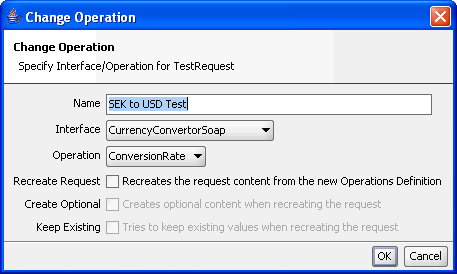 Change Operation
Change Operation
Specify Interface/Operation for TestRequest
Name SEK to USD Test
Interface CurrencyConvertorSoap
Operation ConversionRate
Recreate Request Recreates the request content from the new Operations Definition
Create Optional Creates optional content when recreating the request
Keep Existing Tries to keep existing values when recreating the request
OK Cancel